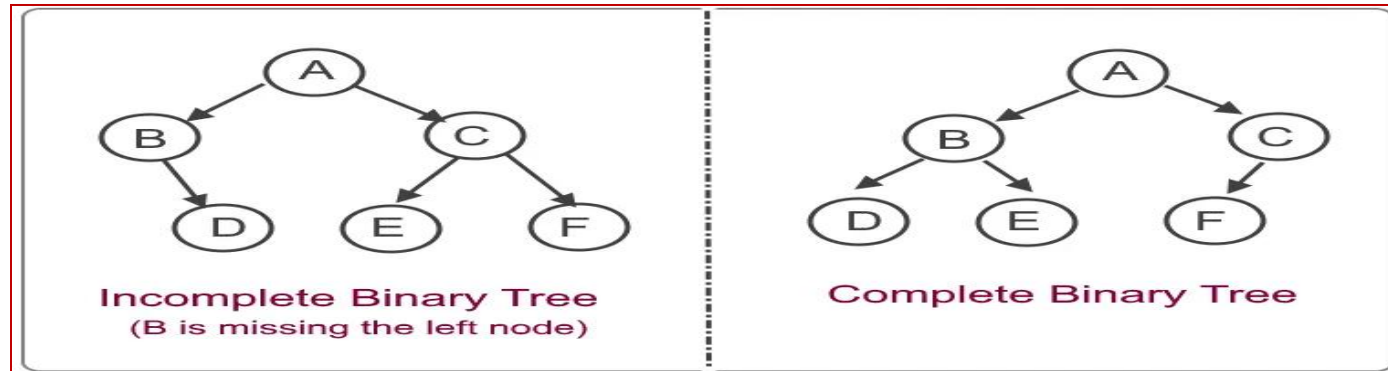 A
B
C
D
E
F
Incomplete Binary Tree
(B is missing the left node)
A
B
C
D
E
F
Complete Binary Tree